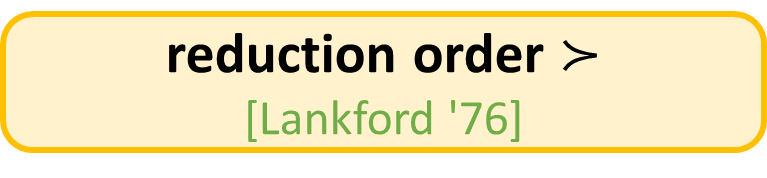 reduction order ≻
[Lankford '76]